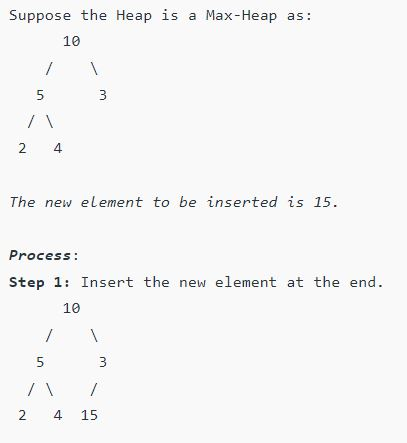 Suppose the Heap is a Max-Heap as:
10
/ \
5 3
/ \
2 4
The new element to be inserted is 15.
Process:
Step 1: Insert the new element at the end.
10
/ \
5 3
/ \ /
2 4 15